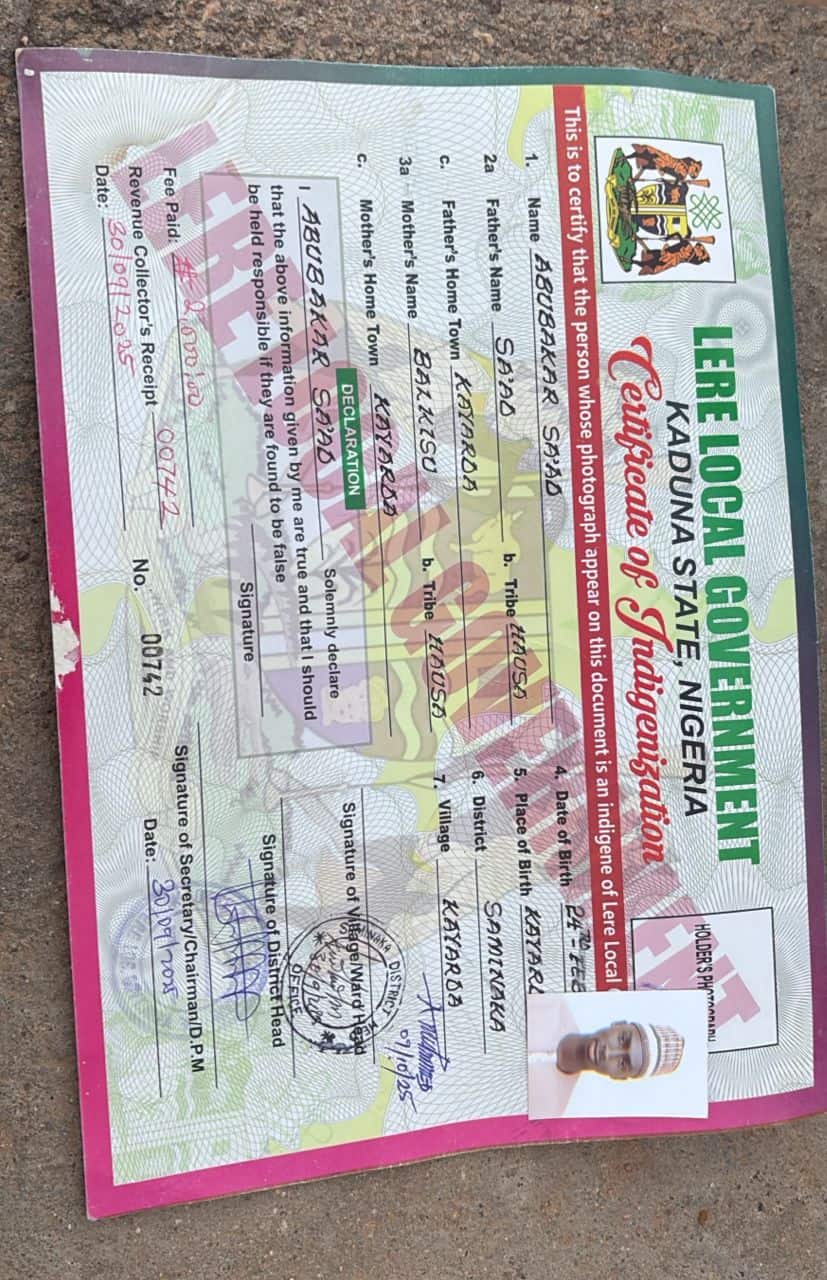 LERE LOCAL GOVERNMENT
KADUNA STATE, NIGERIA
Certificate of Indigenization
HOLDER'S
This is to certify that the person whose photograph appear on this document is an indigene of Lere Local
1. Name ABUBAKAR SA'AD
2a Father's Name SA'AD b. Tribe HAUSA
c. Father's Home Town KAYARDA
3a Mother's Name BARKISU b. Tribe HAUSA
c. Mother's Home Town KAYARDA
4. Date of Birth 24TH
5. Place of Birth
6. District SAMINAKA
7. Village KAYARDA
DECLARATION
I ABUBAKAR SA'AD Solemnly declare
that the above information given by me are true and that I should
be held responsible if they are found to be false
Signature
07/10/25
Signature of Village/Ward Head
SAMINAKA DISTRICT
OFFICE
Signature of District Head
Signature of Secretary/Chairman/D.P.M
Fee Paid: # 2,000:00
Revenue Collector's Receipt 00742
Date: 30/09/2025
No. 00742
Date: 30/09/2025
LERE LOCAL GOVERNMENT